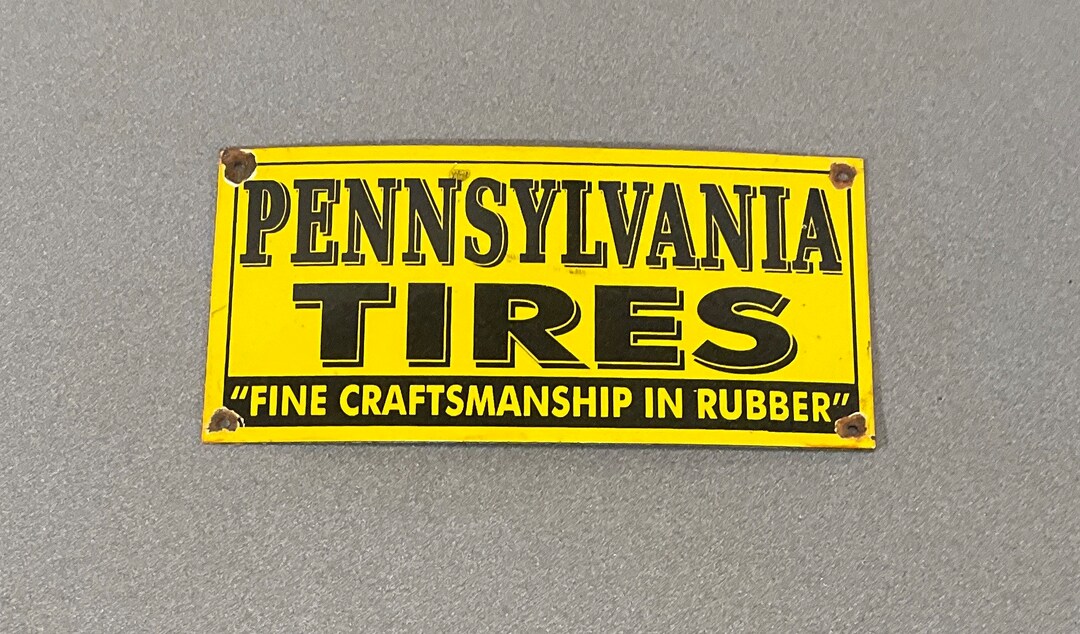 PENNSYLVANIA
TIRES
"FINE CRAFTSMANSHIP IN RUBBER"